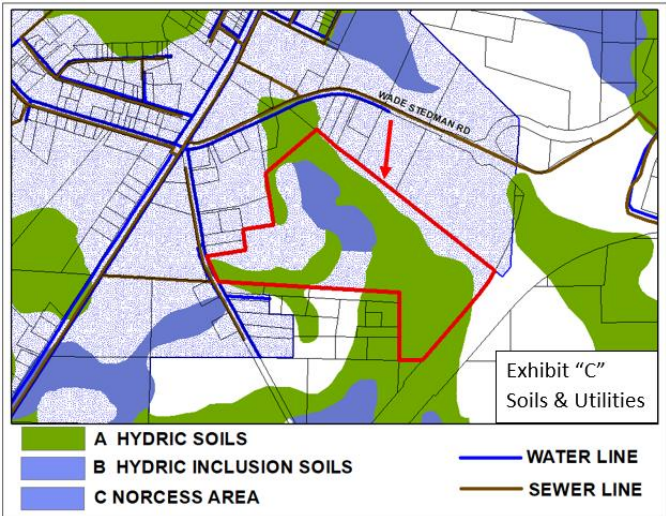 WADE STEDMAN RD
Exhibit “C”
Soils & Utilities
A HYDRIC SOILS
B HYDRIC INCLUSION SOILS
C NORCESS AREA
WATER LINE
SEWER LINE